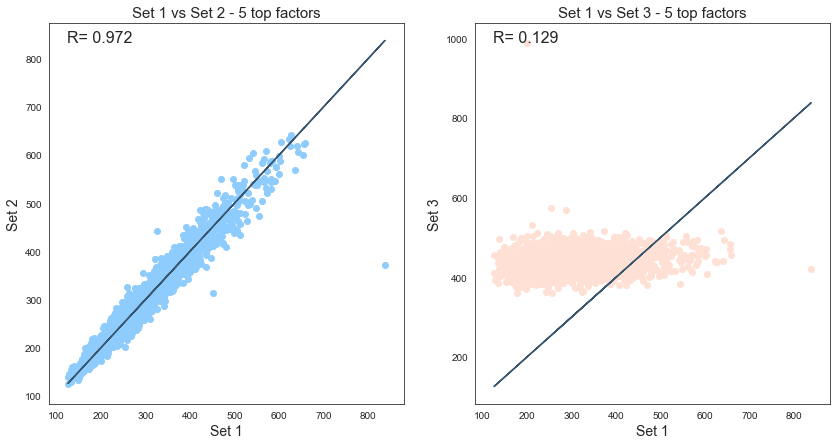 Set 1 vs Set 2 - 5 top factors
R= 0.972
800
700
600
500
400
300
200
100
Set 2
100 200 300 400 500 600 700 800
Set 1
Set 1 vs Set 3 - 5 top factors
R= 0.129
1000
800
600
400
200
Set 3
100 200 300 400 500 600 700 800
Set 1